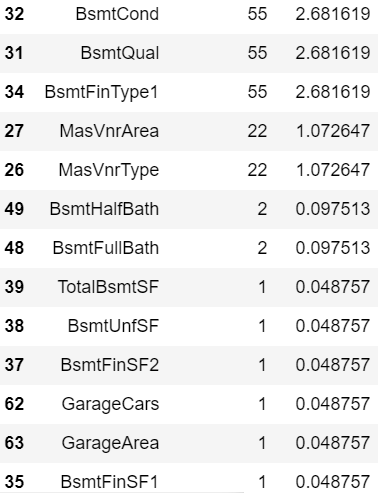 32 BsmtCond 55 2.681619
31 BsmtQual 55 2.681619
34 BsmtFinType1 55 2.681619
27 MasVnrArea 22 1.072647
26 MasVnrType 22 1.072647
49 BsmtHalfBath 2 0.097513
48 BsmtFullBath 2 0.097513
39 TotalBsmtSF 1 0.048757
38 BsmtUnfSF 1 0.048757
37 BsmtFinSF2 1 0.048757
62 GarageCars 1 0.048757
63 GarageArea 1 0.048757
35 BsmtFinSF1 1 0.048757